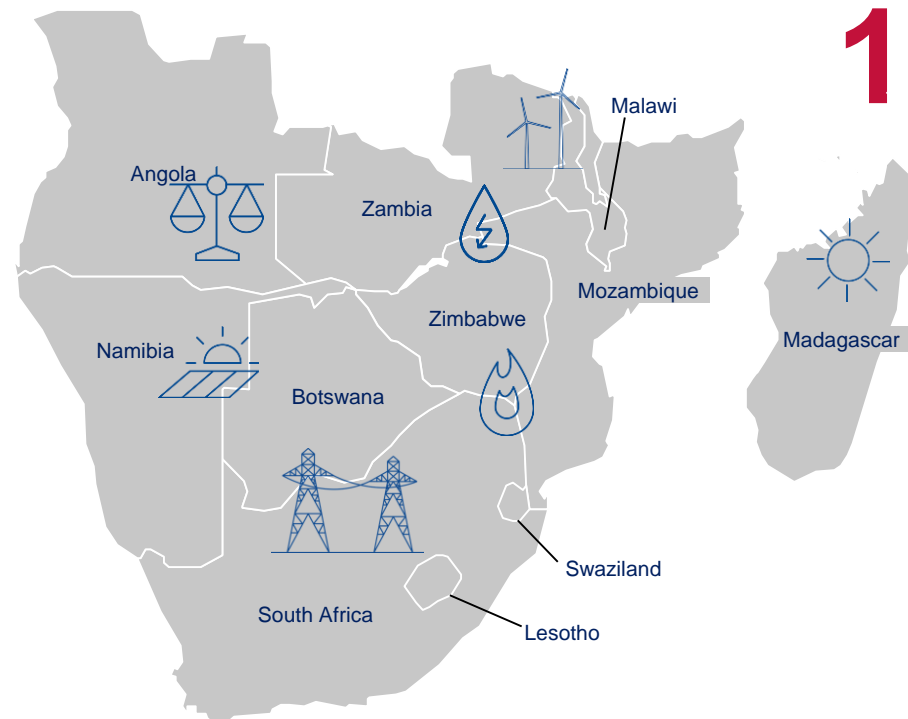 1
Malawi
Angola
Zambia
Mozambique
Zimbabwe
Madagascar
Namibia
Botswana
Swaziland
South Africa
Lesotho